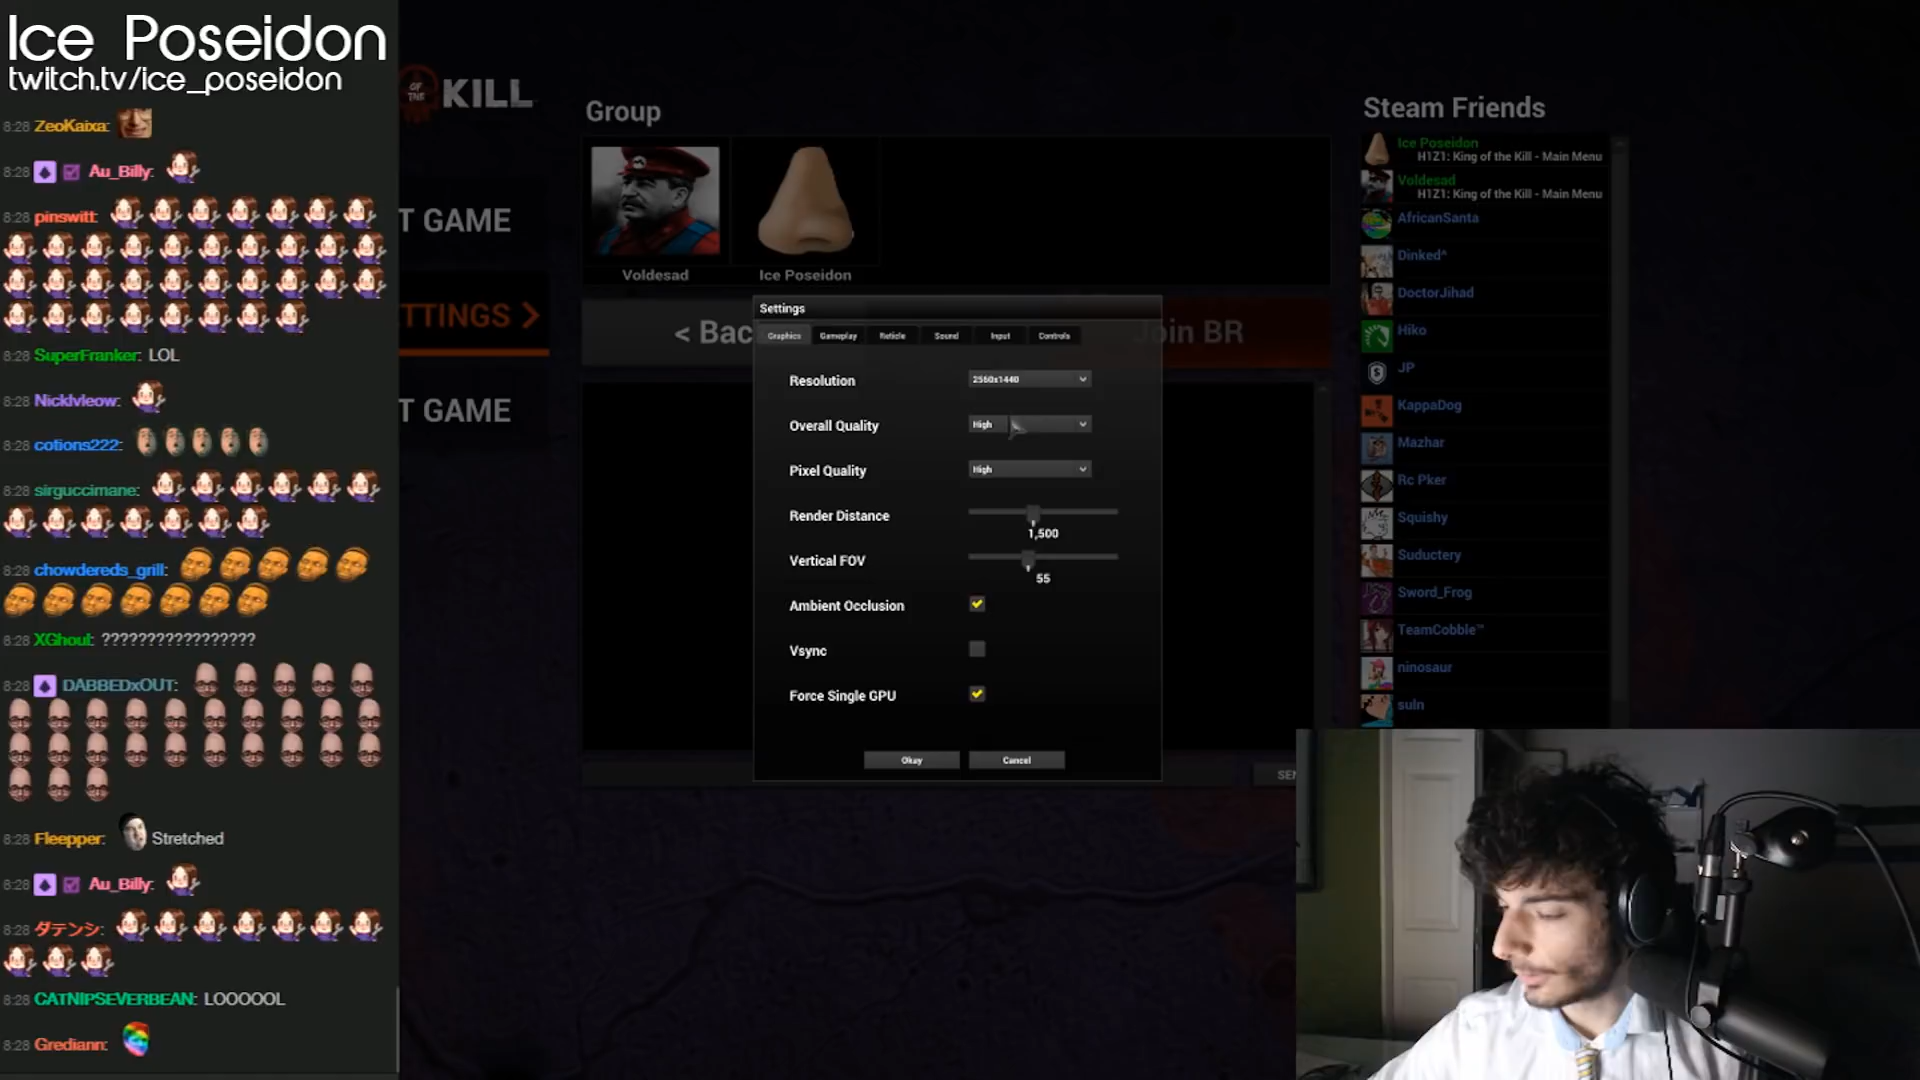 Ice Poseidon
twitch.tv/ice_poseidon
8:28 ZeoKaixa:
8:28 Au_Billy:
8:28 pinswitt:
8:28 SuperFranker: LOL
8:28 Nicklvleow:
8:28 cotions222:
8:28 sirguccimane:
8:28 chowdereds_grill:
8:28 XGhoul: ?????????????????
8:28 DABBEDxOUT:
8:28 Fleepper: Stretched
8:28 Au_Billy:
8:28 ダテンシ:
8:28 CATNIPSEVERBEAN: LOOOOOL
8:28 Grediann:
OF THE KILL
T GAME
TTINGS
T GAME
Group
Voldesad
Ice Poseidon
< Bac
Join BR
Settings
Graphics
Gameplay
Reticle
Sound
Input
Controls
Resolution
2560x1440
Overall Quality
High
Pixel Quality
High
Render Distance
1,500
Vertical FOV
55
Ambient Occlusion
Vsync
Force Single GPU
Okay
Cancel
SEN
Steam Friends
Ice Poseidon
H1Z1: King of the Kill - Main Menu
Voldesad
H1Z1: King of the Kill - Main Menu
AfricanSanta
Dinked^
DoctorJihad
Hiko
JP
KappaDog
Mazhar
Rc Pker
Squishy
Suductery
Sword_Frog
TeamCobble™
ninosaur
suln